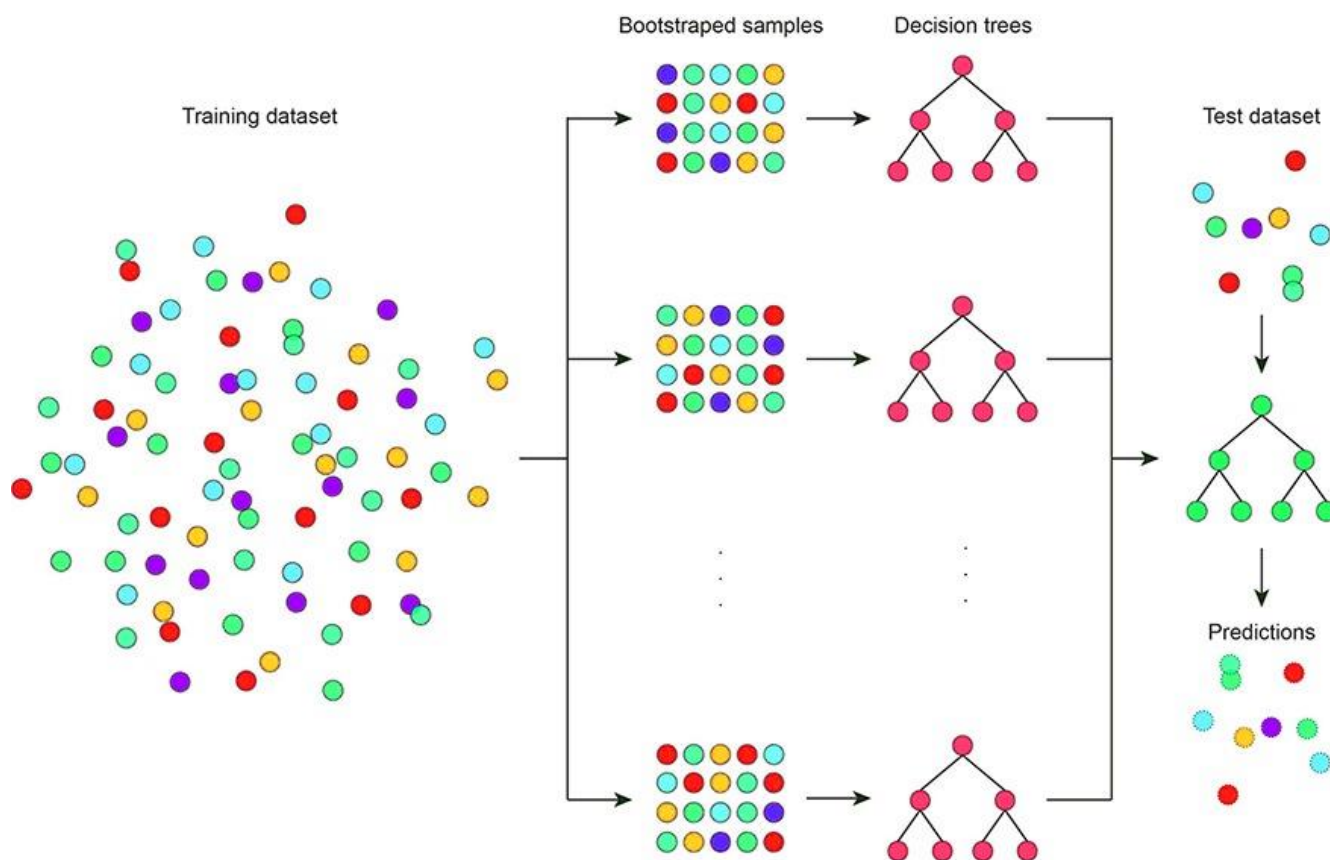 Bootstraped samples
Decision trees
Training dataset
Test dataset
Predictions